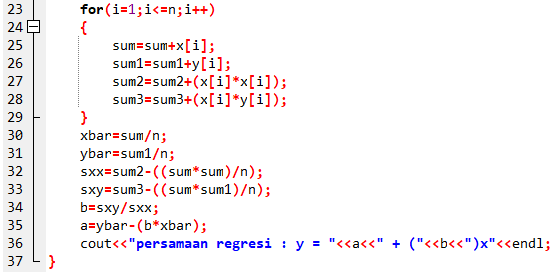 23 for(i=1;i<=n;i++)
24 {
25 sum=sum+x[i];
26 sum1=sum1+y[i];
27 sum2=sum2+(x[i]*x[i]);
28 sum3=sum3+(x[i]*y[i]);
29 }
30 xbar=sum/n;
31 ybar=sum1/n;
32 sxx=sum2-((sum*sum)/n);
33 sxy=sum3-((sum*sum1)/n);
34 b=sxy/sxx;
35 a=ybar-(b*xbar);
36 cout<<"persamaan regresi : y = "<<a<<" + ("<<b<<")x"<<endl;
37 }